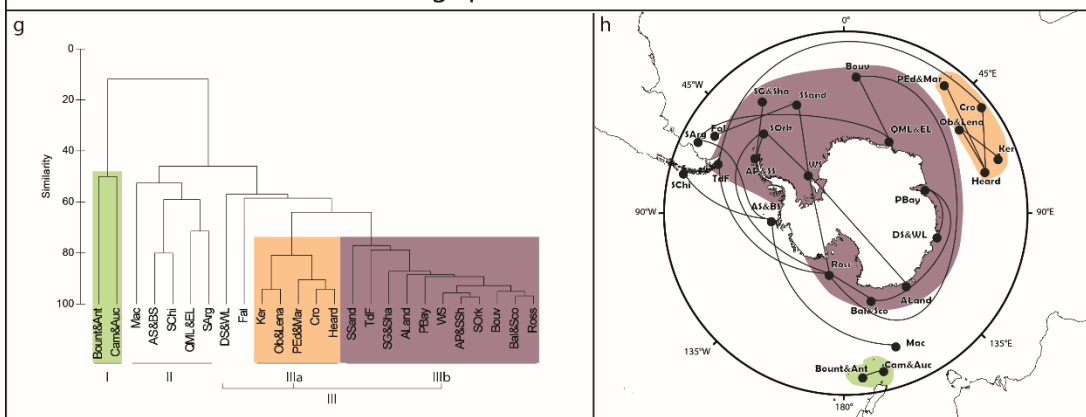 g
0
20
40
60
80
100
Similarity
Bount&Ant
Cam&Auc
Mac
AS&BS
SChi
QML&EL
SArg
DS&WL
Fal
Ker
Ob&Lena
PEd&Mar
Cro
Heard
SSand
TdF
SG&Sha
ALand
PBay
WS
AP&SSh
SOrk
Bouv
Bal&Sco
Ross
I
II
IIIa
IIIb
III
h
0°
45°W
45°E
Bouv
PEd&Mar
SG&Sha
SSand
Cro
Ob&Lena
SArg
Fal
SOrk
QML&EL
Ker
AP&SS
WS
Heard
SChi
TdF
PBay
90°W
AS&BS
90°E
DS&WL
Ross
ALand
Bal&Sco
135°W
Mac
135°E
Bount&Ant
Cam&Auc
180°